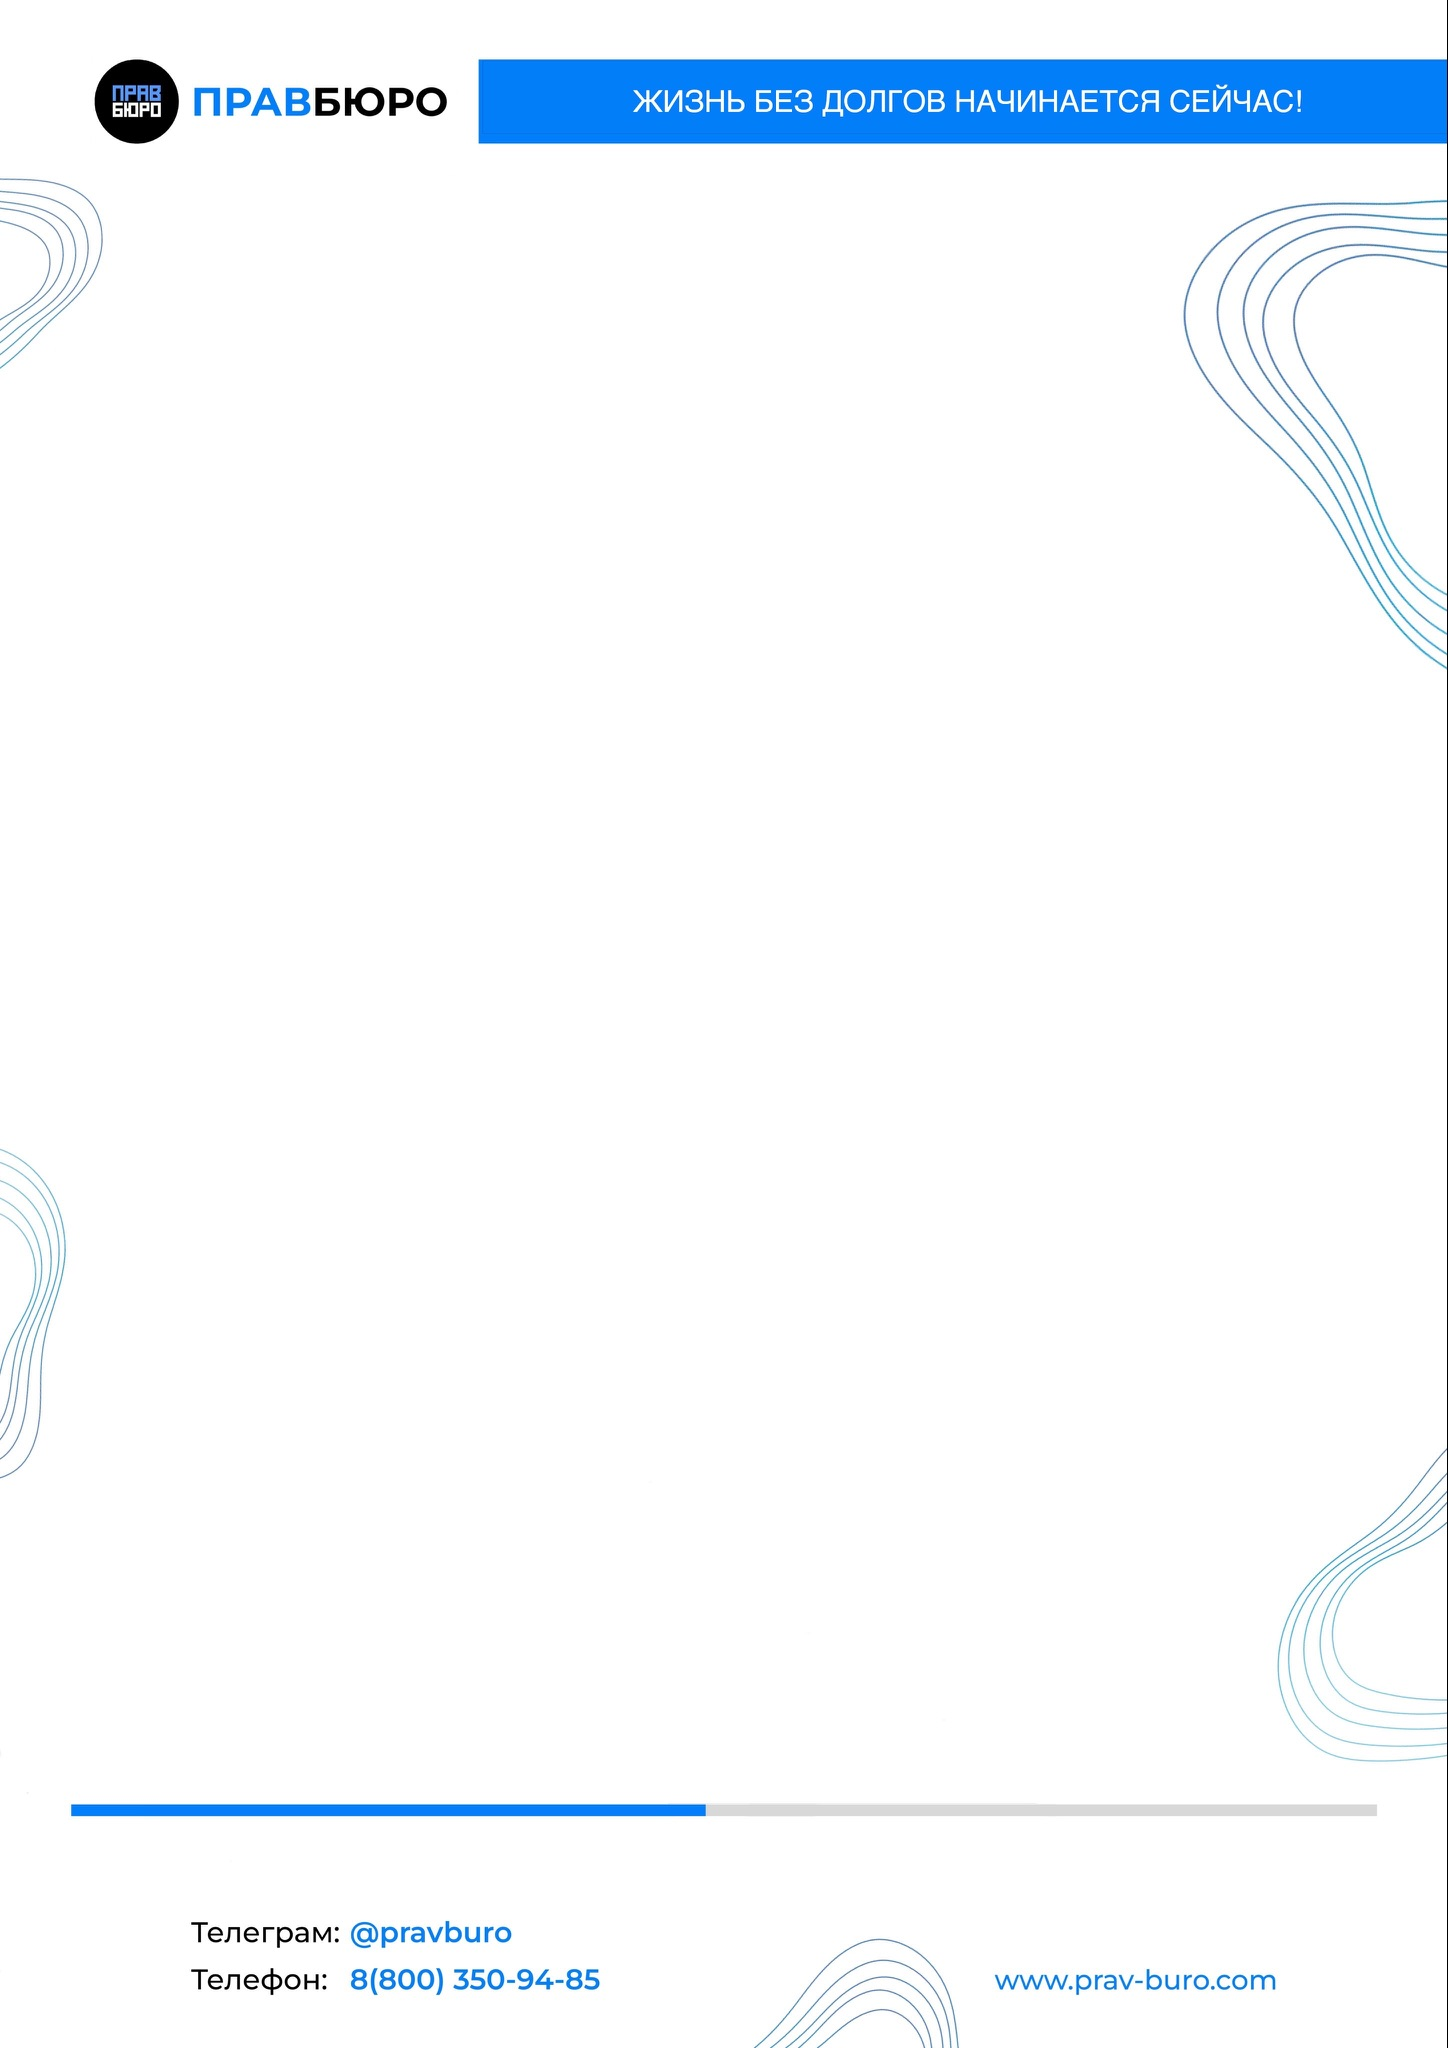 ПРАВ
БЮРО
ПРАВБЮРО
ЖИЗНЬ БЕЗ ДОЛГОВ НАЧИНАЕТСЯ СЕЙЧАС!
Телеграм: @pravburo
Телефон: 8(800) 350-94-85
www.prav-buro.com